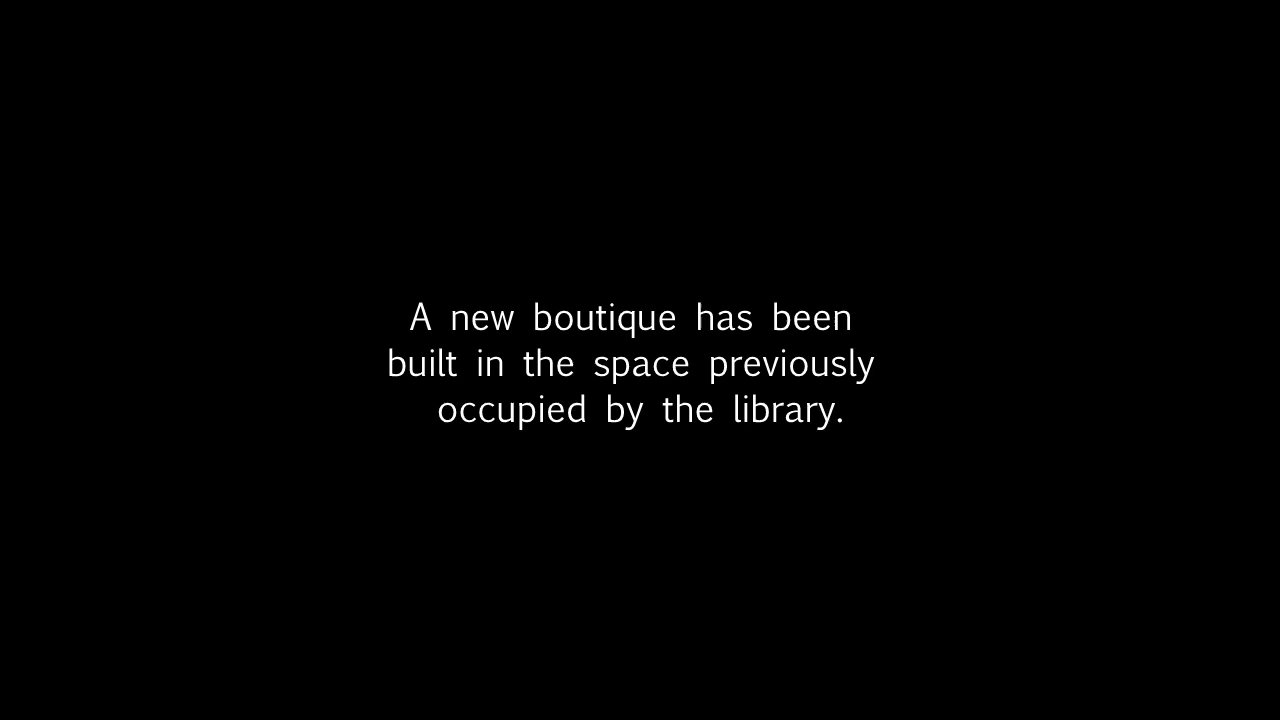 A new boutique has been
built in the space previously
occupied by the library.